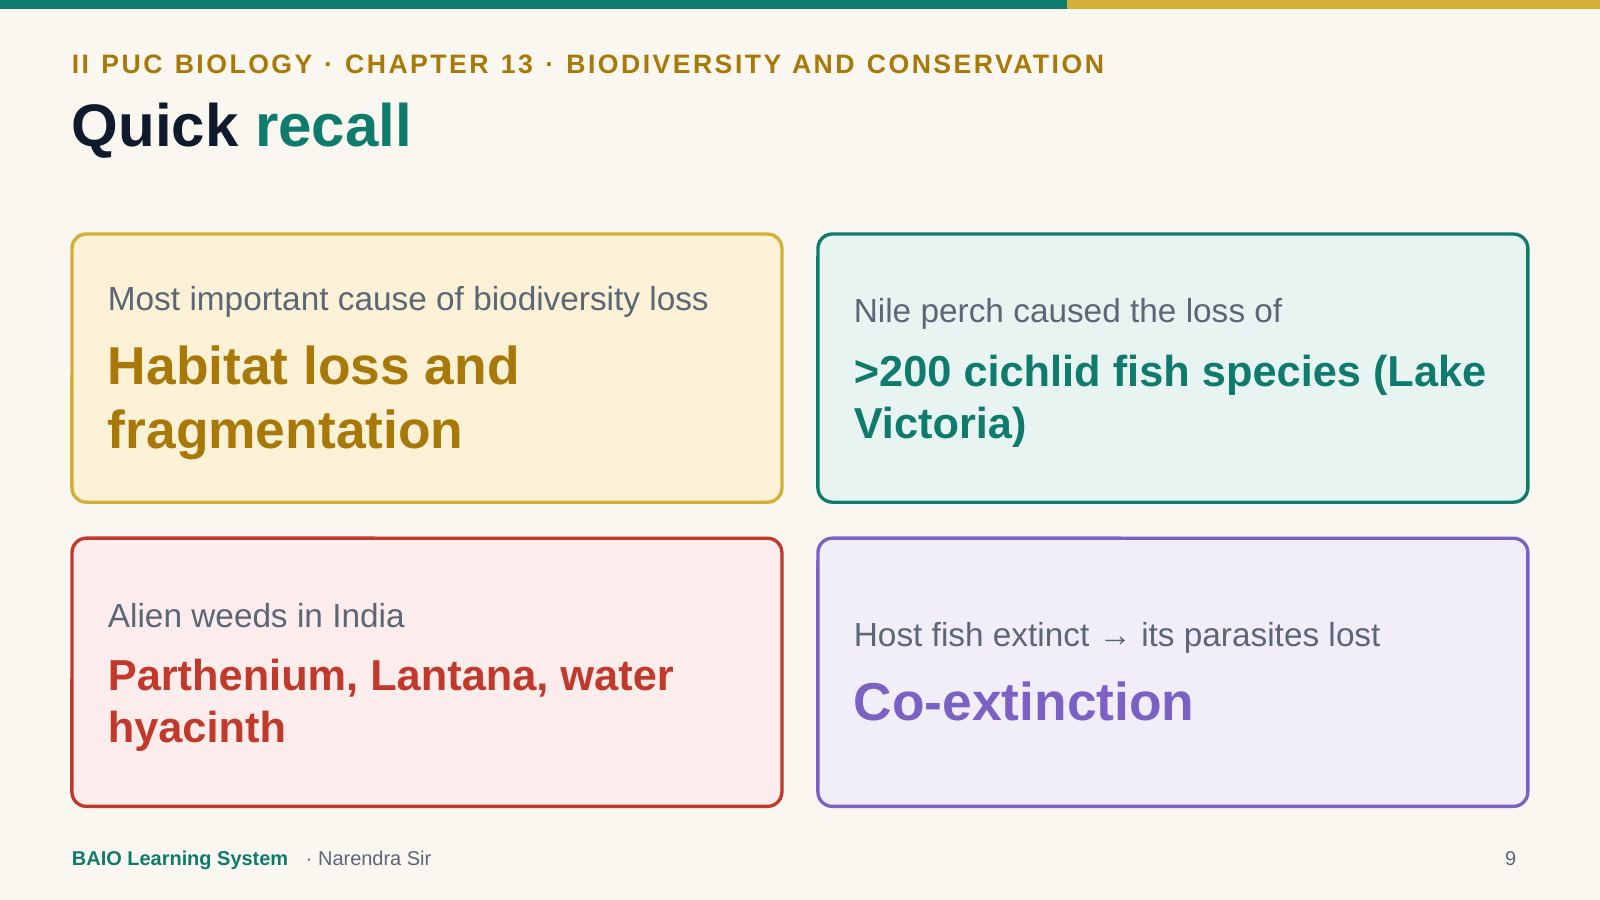 II PUC BIOLOGY · CHAPTER 13 · BIODIVERSITY AND CONSERVATION
Quick recall
Most important cause of biodiversity loss
Habitat loss and
fragmentation
Nile perch caused the loss of
>200 cichlid fish species (Lake
Victoria)
Alien weeds in India
Parthenium, Lantana, water
hyacinth
Host fish extinct → its parasites lost
Co-extinction
BAIO Learning System · Narendra Sir
9